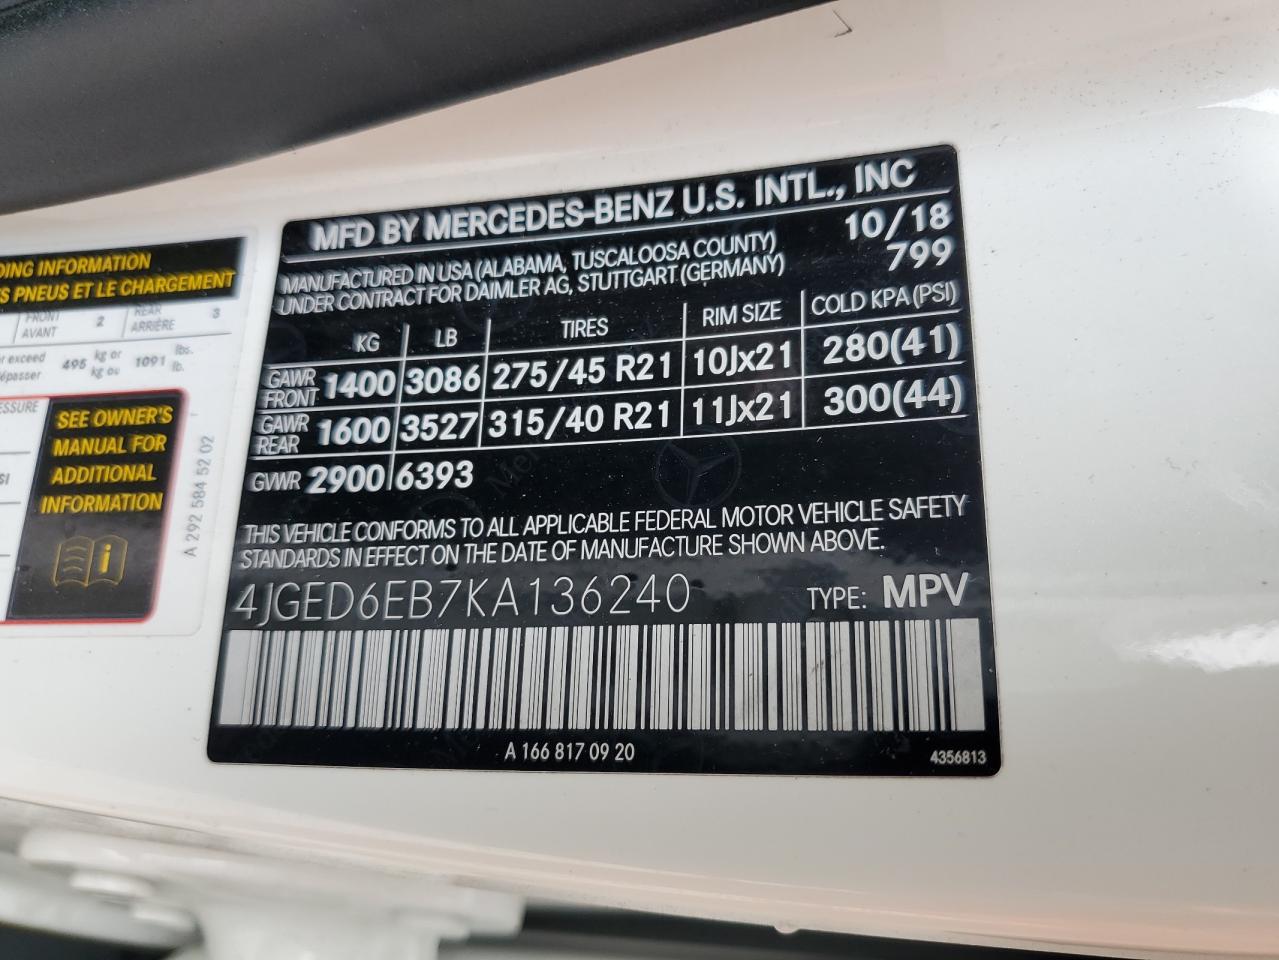 DING INFORMATION
S PNEUS ET LE CHARGEMENT
FRONT
AVANT 2 REAR
ARRIÈRE 3
er exceed
dépasser 495 kg or
kg ou 1091 lbs.
lb.
ESSURE
SI
SEE OWNER'S
MANUAL FOR
ADDITIONAL
INFORMATION
A 292 584 52 02
MFD BY MERCEDES-BENZ U.S. INTL., INC
MANUFACTURED IN USA (ALABAMA, TUSCALOOSA COUNTY) 10/18
UNDER CONTRACT FOR DAIMLER AG, STUTTGART (GERMANY) 799
KG LB TIRES RIM SIZE COLD KPA (PSI)
GAWR FRONT 1400 3086 275/45 R21 10Jx21 280(41)
GAWR REAR 1600 3527 315/40 R21 11Jx21 300(44)
GVWR 2900 6393
THIS VEHICLE CONFORMS TO ALL APPLICABLE FEDERAL MOTOR VEHICLE SAFETY
STANDARDS IN EFFECT ON THE DATE OF MANUFACTURE SHOWN ABOVE.
4JGED6EB7KA136240 TYPE: MPV
A 166 817 09 20 4356813